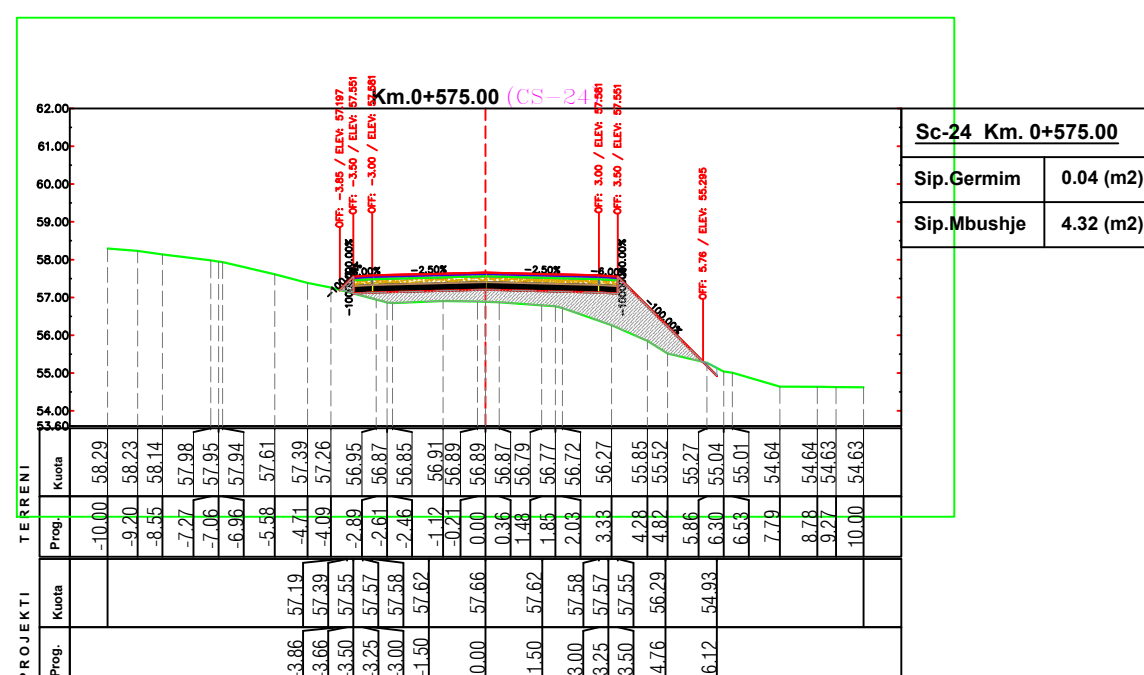 Km.0+575.00 (CS-24
OFF: -3.85 / ELEV: 57.197
OFF: -3.50 / ELEV: 57.551
OFF: -3.00 / ELEV: 57.581
OFF: 3.00 / ELEV: 57.581
OFF: 3.50 / ELEV: 57.551
OFF: 5.76 / ELEV: 55.295
62.00
61.00
60.00
59.00
58.00
57.00
56.00
55.00
54.00
53.60
-2.50% -2.50% -6.00%
-100.00%
Sc-24 Km. 0+575.00
Sip.Germim 0.04 (m2)
Sip.Mbushje 4.32 (m2)
TERRENI
Kuota 58.29 58.23 58.14 57.98 57.95 57.94 57.61 57.39 57.26 56.95 56.87 56.85 56.91 56.89 56.89 56.87 56.79 56.77 56.72 56.27 55.85 55.52 55.27 55.04 55.01 54.64 54.64 54.63 54.63
Prog. -10.00 -9.20 -8.55 -7.27 -7.06 -6.96 -5.58 -4.71 -4.09 -2.89 -2.61 -2.46 -1.12 -0.21 0.00 0.36 1.48 1.85 2.03 3.33 4.28 4.82 5.86 6.30 6.53 7.79 8.78 9.27 10.00
PROJEKTI
Kuota 57.19 57.39 57.55 57.57 57.58 57.62 57.66 57.62 57.58 57.57 57.55 56.29 54.93
Prog. -3.86 -3.66 -3.50 -3.25 -3.00 -1.50 0.00 1.50 3.00 3.25 3.50 4.76 6.12